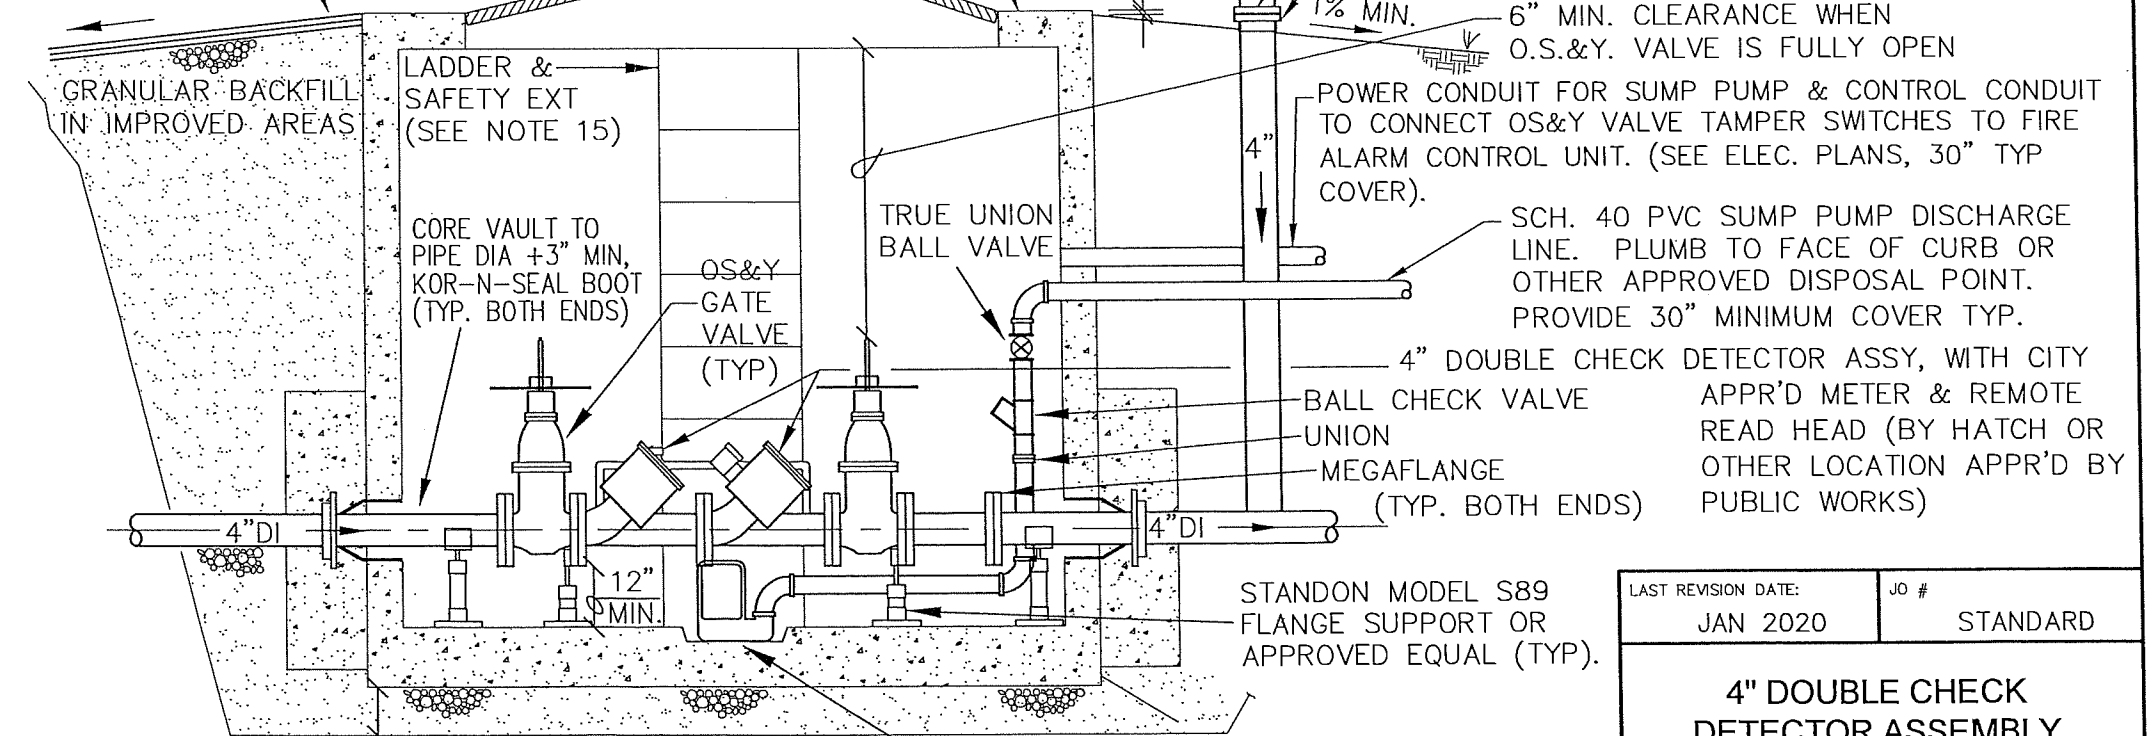 1% MIN.
6" MIN. CLEARANCE WHEN
O.S.&Y. VALVE IS FULLY OPEN
LADDER &
SAFETY EXT
(SEE NOTE 15)
GRANULAR BACKFILL
IN IMPROVED AREAS
POWER CONDUIT FOR SUMP PUMP & CONTROL CONDUIT
TO CONNECT OS&Y VALVE TAMPER SWITCHES TO FIRE
ALARM CONTROL UNIT. (SEE ELEC. PLANS, 30" TYP
COVER).
4"
TRUE UNION
BALL VALVE
SCH. 40 PVC SUMP PUMP DISCHARGE
LINE. PLUMB TO FACE OF CURB OR
OTHER APPROVED DISPOSAL POINT.
PROVIDE 30" MINIMUM COVER TYP.
CORE VAULT TO
PIPE DIA +3" MIN,
KOR-N-SEAL BOOT
(TYP. BOTH ENDS)
OS&Y
GATE
VALVE
(TYP)
4" DOUBLE CHECK DETECTOR ASSY, WITH CITY
APPR'D METER & REMOTE
READ HEAD (BY HATCH OR
OTHER LOCATION APPR'D BY
PUBLIC WORKS)
BALL CHECK VALVE
UNION
MEGAFLANGE
(TYP. BOTH ENDS)
4"DI
4"DI
12"
MIN.
STANDON MODEL S89
FLANGE SUPPORT OR
APPROVED EQUAL (TYP).
LAST REVISION DATE:
JAN 2020
JO #
STANDARD
4" DOUBLE CHECK
DETECTOR ASSEMBLY